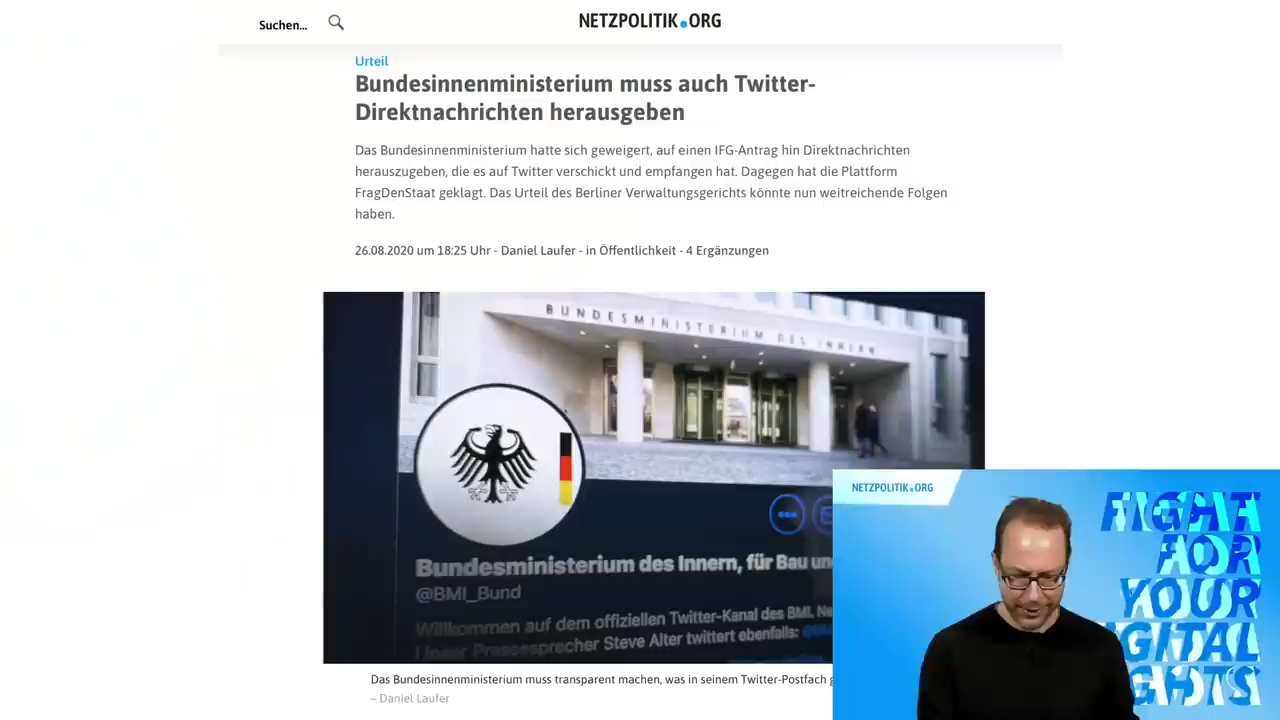 Suchen...
NETZPOLITIK.ORG
Urteil
Bundesinnenministerium muss auch Twitter-
Direktnachrichten herausgeben
Das Bundesinnenministerium hatte sich geweigert, auf einen IFG-Antrag hin Direktnachrichten
herauszugeben, die es auf Twitter verschickt und empfangen hat. Dagegen hat die Plattform
FragDenStaat geklagt. Das Urteil des Berliner Verwaltungsgerichts könnte nun weitreichende Folgen
haben.
26.08.2020 um 18:25 Uhr - Daniel Laufer - in Öffentlichkeit - 4 Ergänzungen
BUNDESMINISTERIUM DES INNERN
Bundesministerium des Innern, für Bau un
@BMI_Bund
Willkommen auf dem offiziellen Twitter-Kanal des BMI. Ne
Unser Pressesprecher Steve Alter twittert ebenfalls:
Das Bundesinnenministerium muss transparent machen, was in seinem Twitter-Postfach g
– Daniel Laufer
NETZPOLITIK.ORG
FIGHT
FOR
YOUR
DIGITAL
RIGHTS